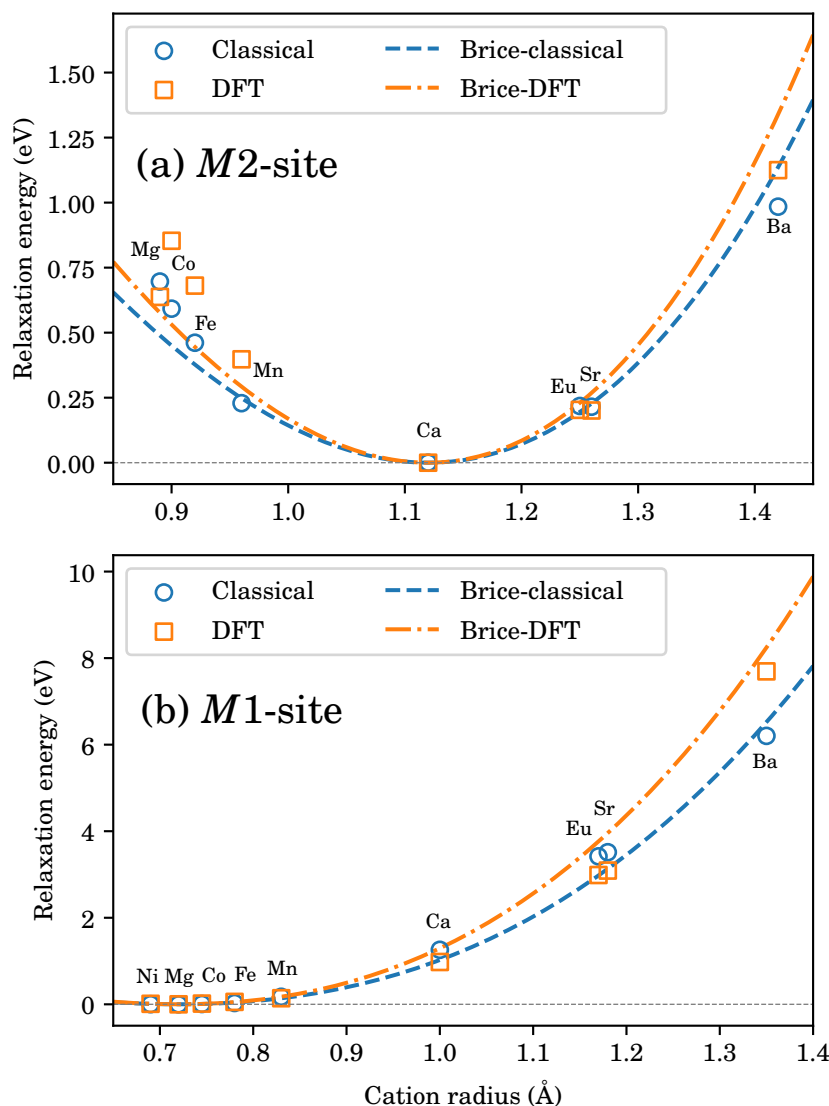 Classical Brice-classical
DFT Brice-DFT
1.50
1.25
1.00
0.75
0.50
0.25
0.00
Relaxation energy (eV)
(a) M2-site
Mg
Co
Fe
Mn
Ca
Eu
Sr
Ba
0.9 1.0 1.1 1.2 1.3 1.4
Classical Brice-classical
DFT Brice-DFT
10
8
6
4
2
0
Relaxation energy (eV)
(b) M1-site
Ni Mg Co Fe Mn
Ca
Eu
Sr
Ba
0.7 0.8 0.9 1.0 1.1 1.2 1.3 1.4
Cation radius (Å)